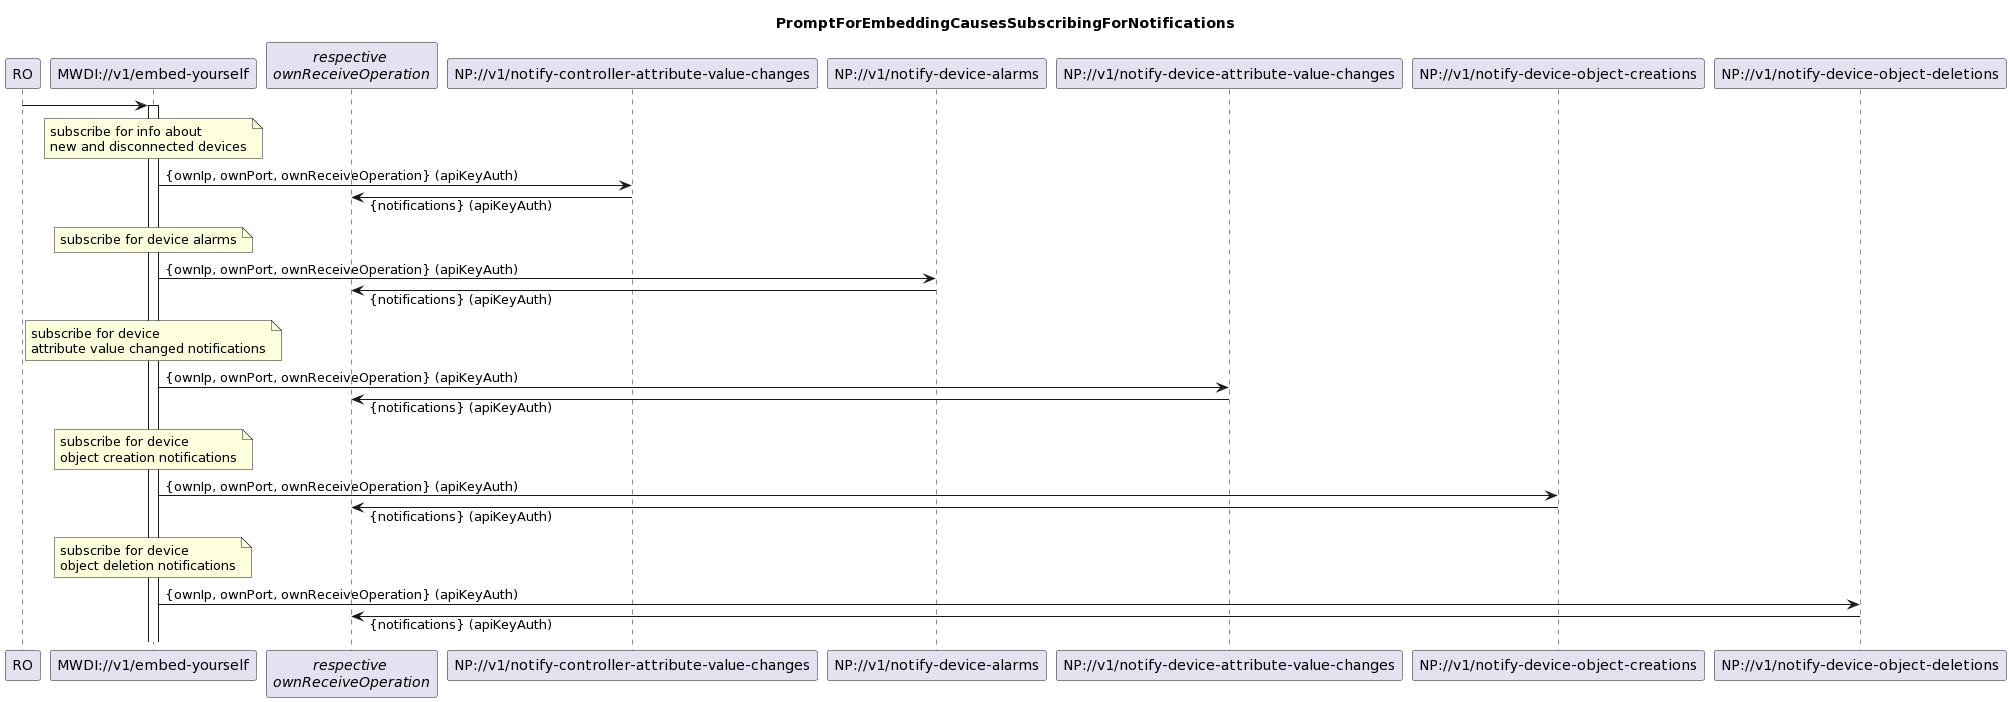 PromptForEmbeddingCausesSubscribingForNotifications
RO
MWDI://v1/embed-yourself
respective
ownReceiveOperation
NP://v1/notify-controller-attribute-value-changes
NP://v1/notify-device-alarms
NP://v1/notify-device-attribute-value-changes
NP://v1/notify-device-object-creations
NP://v1/notify-device-object-deletions
subscribe for info about
new and disconnected devices
{ownIp, ownPort, ownReceiveOperation} (apiKeyAuth)
{notifications} (apiKeyAuth)
subscribe for device alarms
{ownIp, ownPort, ownReceiveOperation} (apiKeyAuth)
{notifications} (apiKeyAuth)
subscribe for device
attribute value changed notifications
{ownIp, ownPort, ownReceiveOperation} (apiKeyAuth)
{notifications} (apiKeyAuth)
subscribe for device
object creation notifications
{ownIp, ownPort, ownReceiveOperation} (apiKeyAuth)
{notifications} (apiKeyAuth)
subscribe for device
object deletion notifications
{ownIp, ownPort, ownReceiveOperation} (apiKeyAuth)
{notifications} (apiKeyAuth)
RO
MWDI://v1/embed-yourself
respective
ownReceiveOperation
NP://v1/notify-controller-attribute-value-changes
NP://v1/notify-device-alarms
NP://v1/notify-device-attribute-value-changes
NP://v1/notify-device-object-creations
NP://v1/notify-device-object-deletions